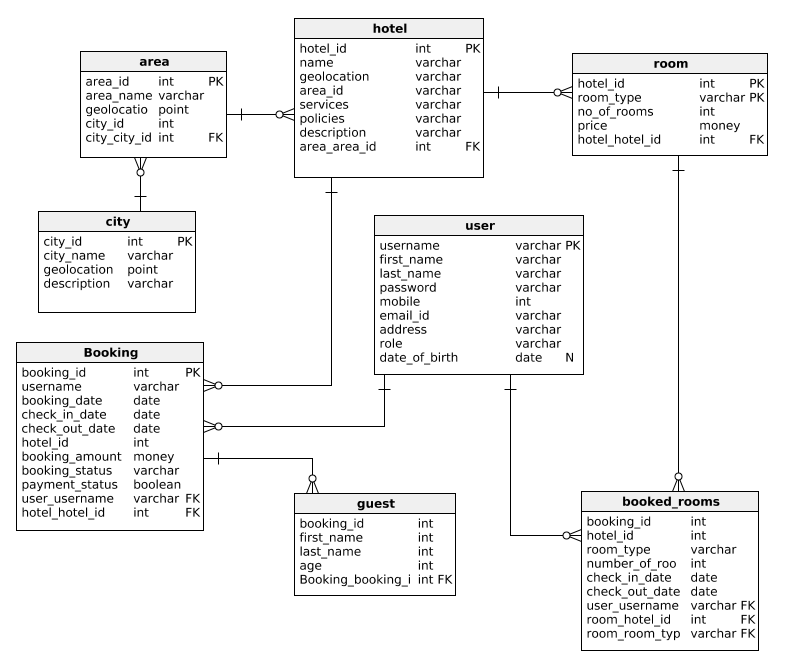 hotel
hotel_id int PK
name varchar
geolocation varchar
area_id varchar
services varchar
policies varchar
description varchar
area_area_id int FK
area
area_id int PK
area_name varchar
geolocatio point
city_id int
city_city_id int FK
room
hotel_id int PK
room_type varchar PK
no_of_rooms int
price money
hotel_hotel_id int FK
city
city_id int PK
city_name varchar
geolocation point
description varchar
user
username varchar PK
first_name varchar
last_name varchar
password varchar
mobile int
email_id varchar
address varchar
role varchar
date_of_birth date N
Booking
booking_id int PK
username varchar
booking_date date
check_in_date date
check_out_date date
hotel_id int
booking_amount money
booking_status varchar
payment_status boolean
user_username varchar FK
hotel_hotel_id int FK
guest
booking_id int
first_name int
last_name int
age int
Booking_booking_i int FK
booked_rooms
booking_id int
hotel_id int
room_type varchar
number_of_roo int
check_in_date date
check_out_date date
user_username varchar FK
room_hotel_id int FK
room_room_typ varchar FK